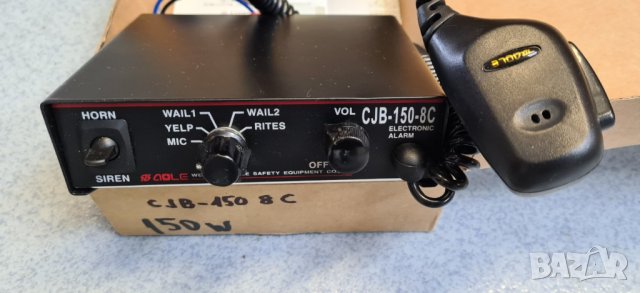 HORN
SIREN
WAIL1
WAIL2
YELP
RITES
MIC
VOL
CJB-150-8C
ELECTRONIC
ALARM
OFF
SAFETY EQUIPMENT CO
CJB-150 8C
150W
BAZAR